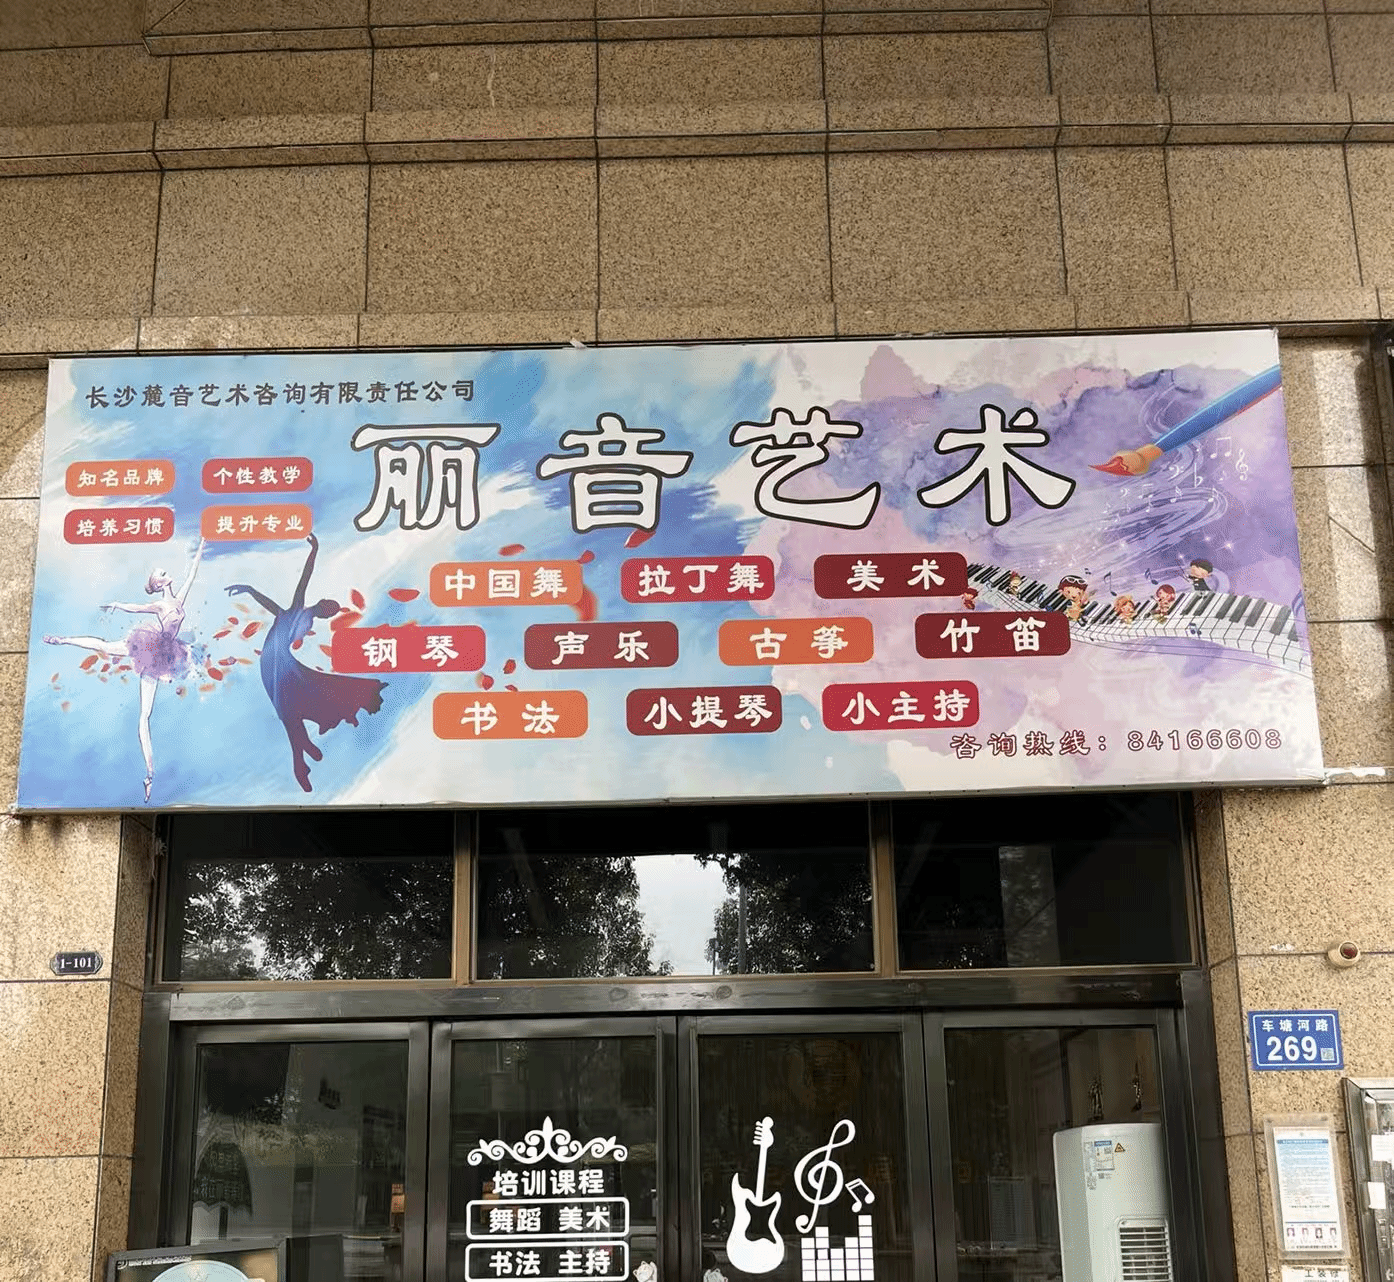 长沙麓音艺术咨询有限责任公司
丽音艺术
知名品牌 个性教学
培养习惯 提升专业
中国舞 拉丁舞 美术
钢琴 声乐 古筝 竹笛
书法 小提琴 小主持
咨询热线：84166608
1-101
车塘河路
269
培训课程
舞蹈 美术
书法 主持